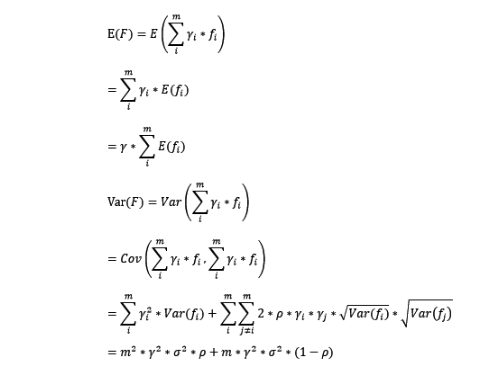 E(F) = E(∑_i^m γ_i * f_i)
= ∑_i^m γ_i * E(f_i)
= γ * ∑_i^m E(f_i)
Var(F) = Var(∑_i^m γ_i * f_i)
= Cov(∑_i^m γ_i * f_i, ∑_i^m γ_i * f_i)
= ∑_i^m γ_i^2 * Var(f_i) + ∑_i^m ∑_{j≠i}^m 2 * ρ * γ_i * γ_j * √Var(f_i) * √Var(f_j)
= m^2 * γ^2 * σ^2 * ρ + m * γ^2 * σ^2 * (1 − ρ)